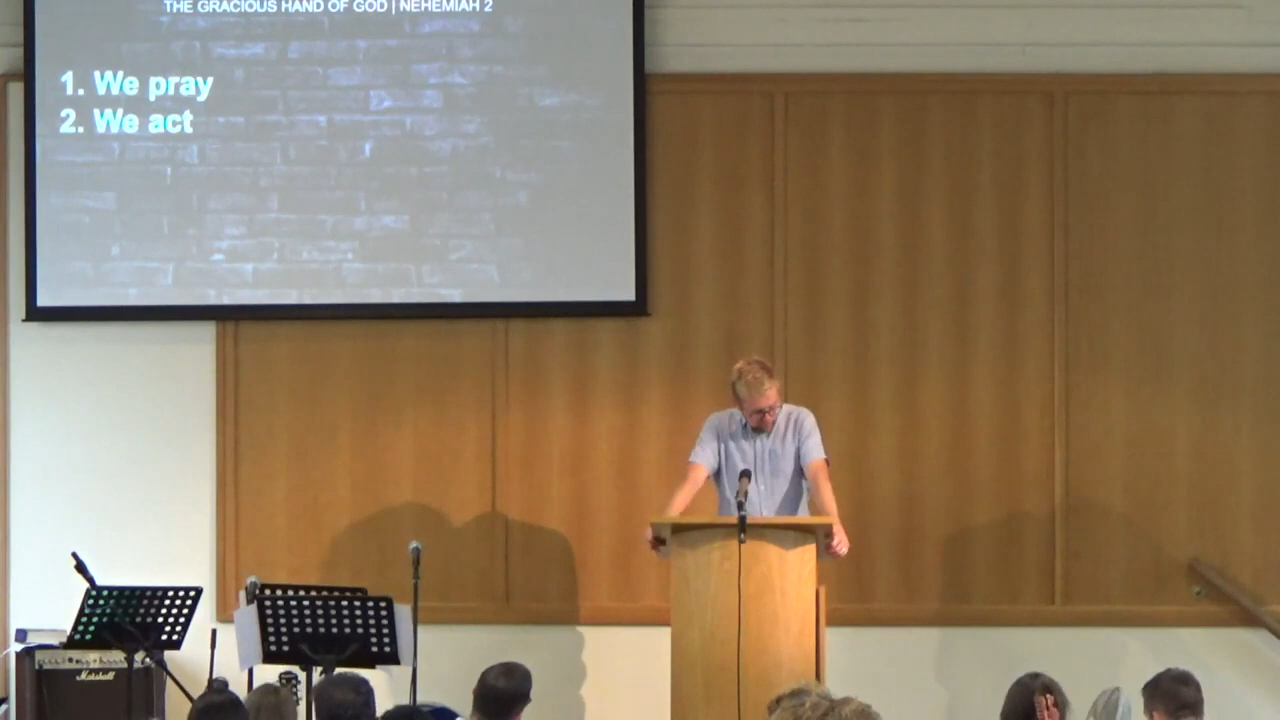 THE GRACIOUS HAND OF GOD | NEHEMIAH 2
1. We pray
2. We act
Marshall